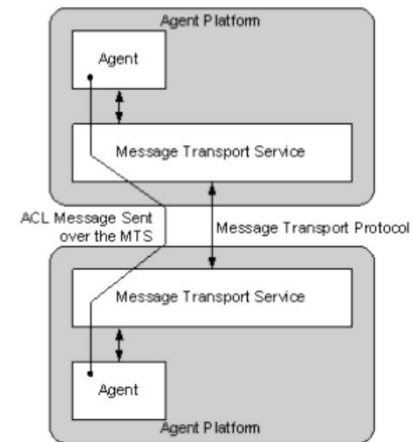 Agent Platform
Agent
Message Transport Service
ACL Message Sent
over the MTS
Message Transport Protocol
Message Transport Service
Agent
Agent Platform